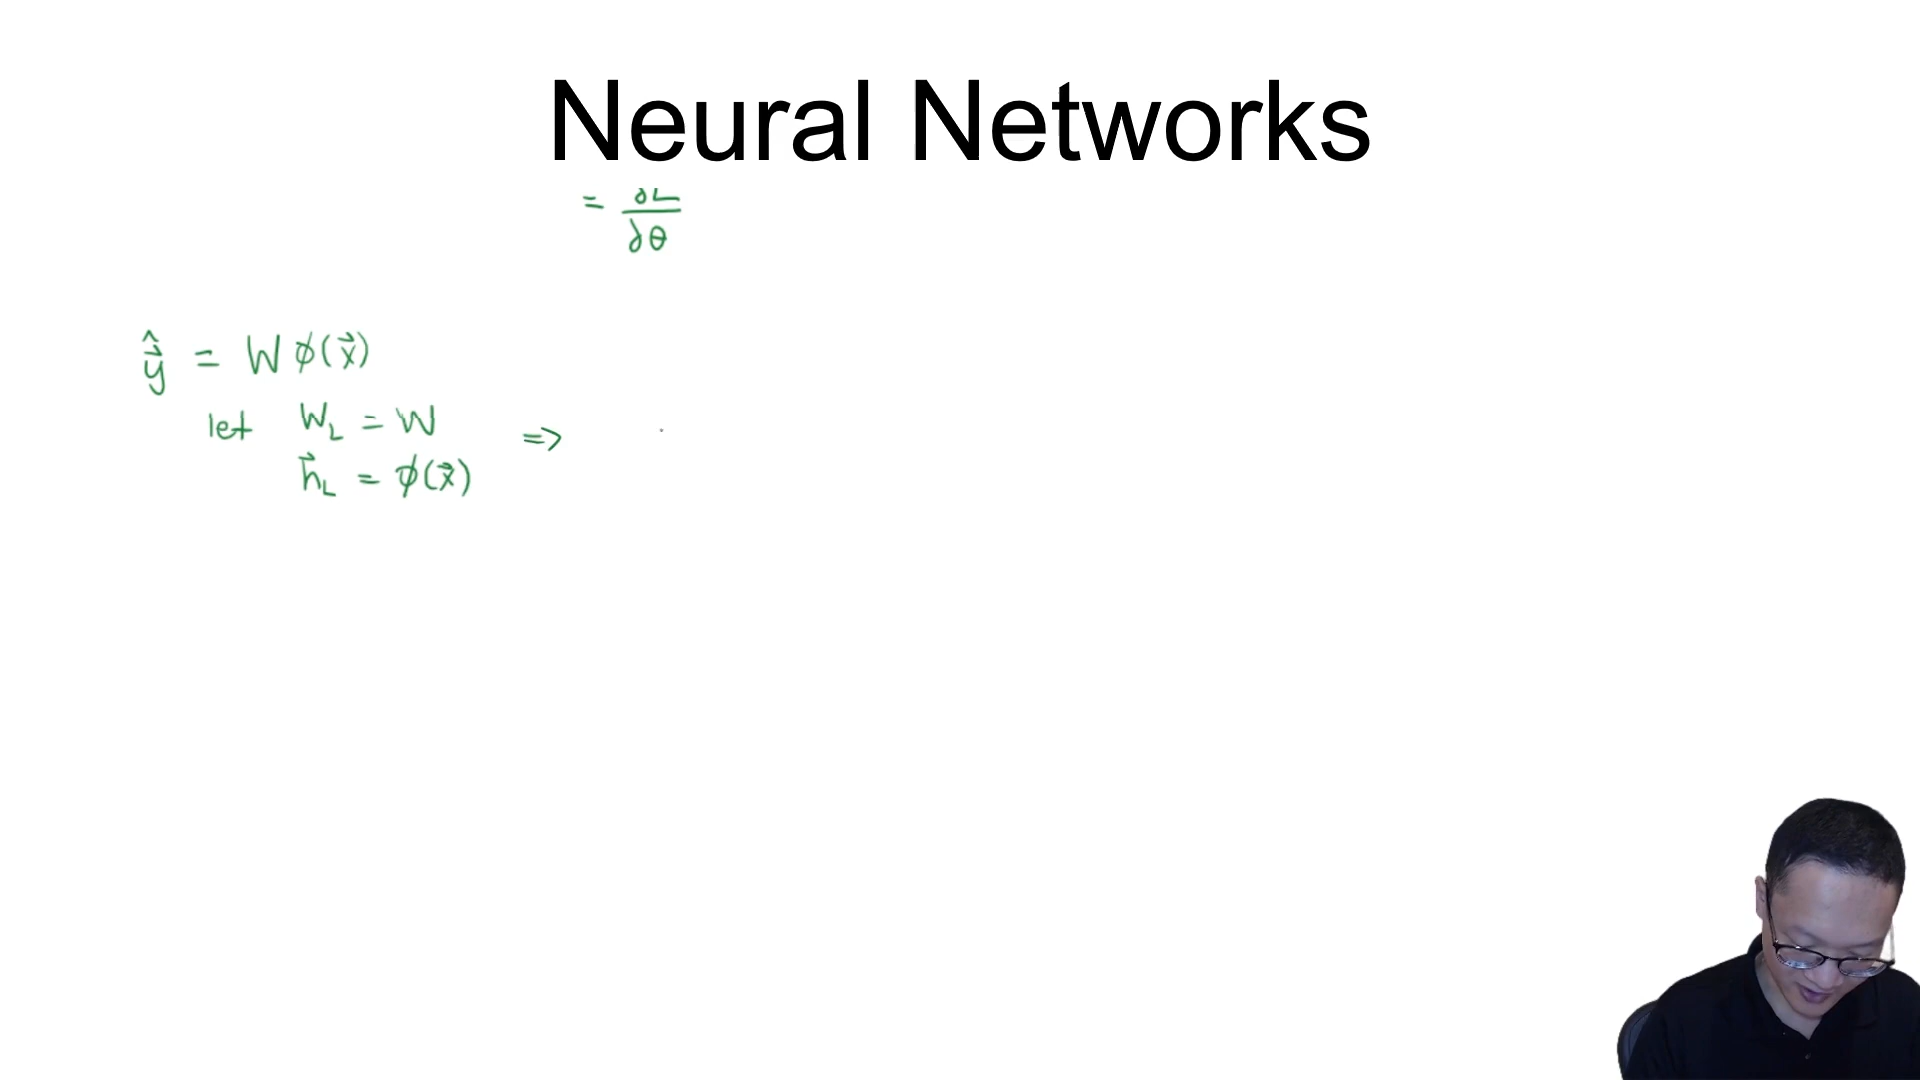 Neural Networks
= ∂L/∂θ
ŷ⃗ = W ϕ(x⃗)
let W_L = W ⇒
h⃗_L = ϕ(x⃗)